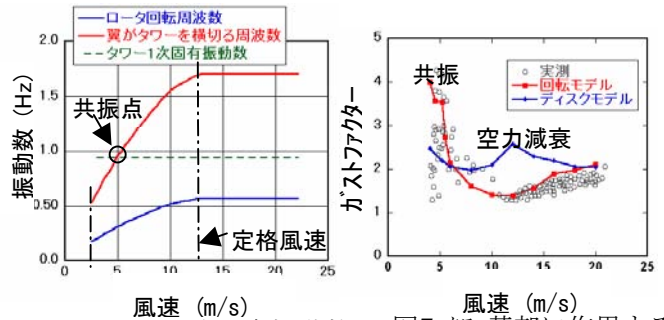 ロータ回転周波数
翼がタワーを横切る周波数
タワー1次固有振動数
振動数 (Hz)
2.0
1.5
1.0
0.50
0.0
共振点
定格風速
0 5 10 15 20 25
風速 (m/s)
ガストファクター
5
4
3
2
1
0
共振
実測
回転モデル
ディスクモデル
空力減衰
0 5 10 15 20 25
風速 (m/s)